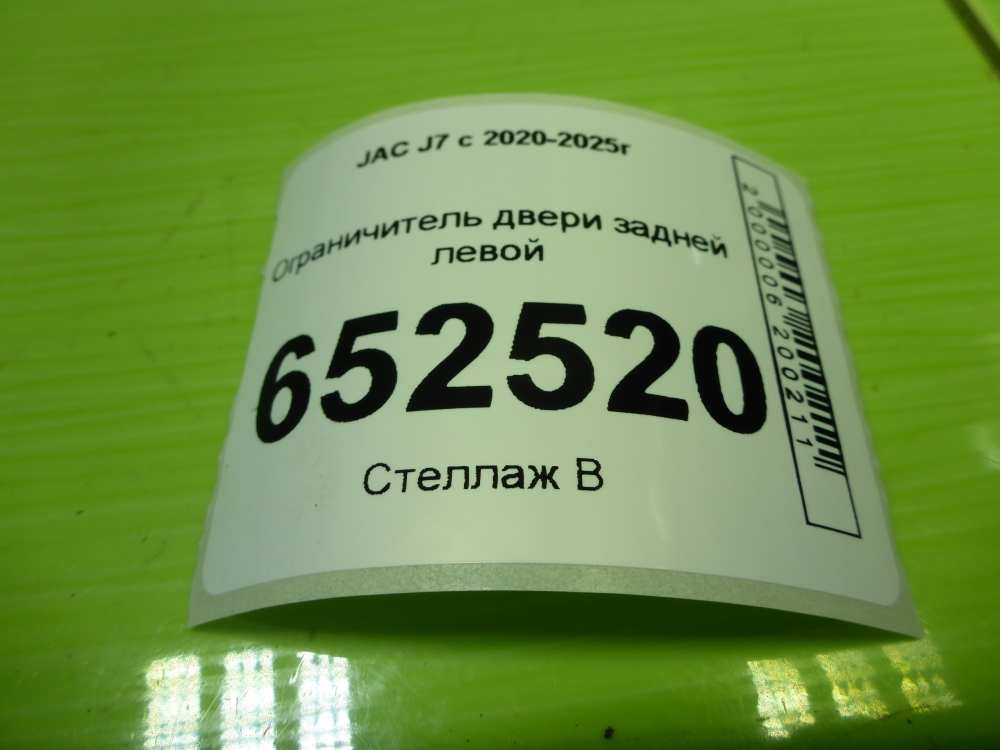 JAC J7 с 2020-2025г
Ограничитель двери задней
левой
652520
Стеллаж В
2000006200211